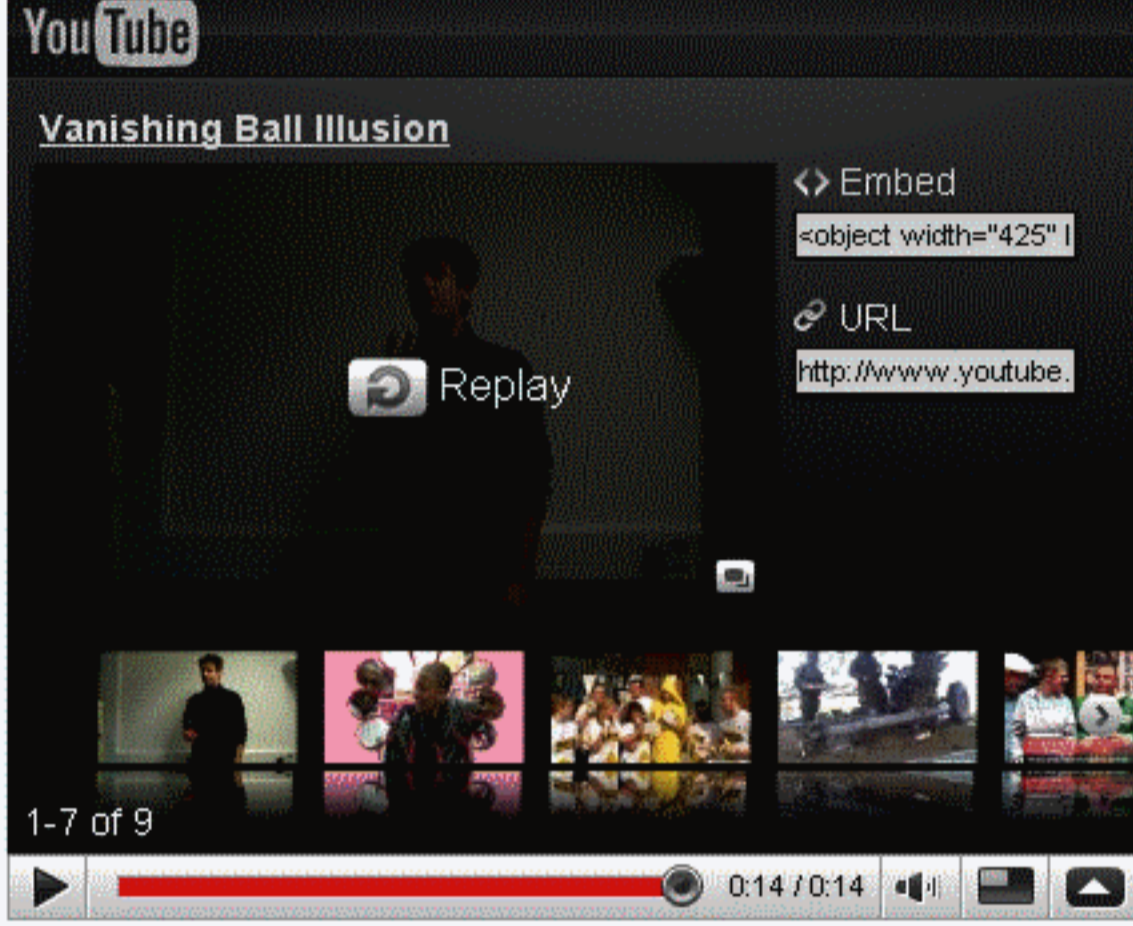 YouTube
Vanishing Ball Illusion
Embed
<object width="425"
URL
http://www.youtube.
Replay
1-7 of 9
0:14 / 0:14